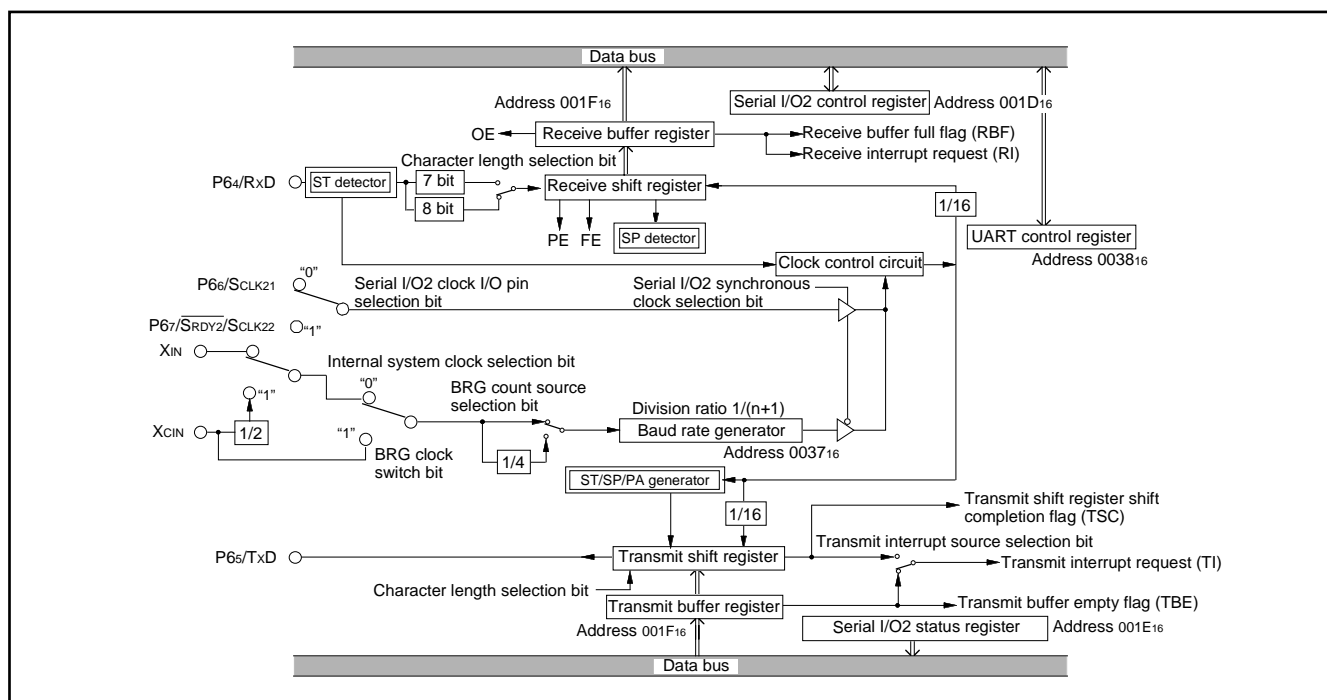 Data bus
Address 001F16
Serial I/O2 control register
Address 001D16
OE
Receive buffer register
Receive buffer full flag (RBF)
Receive interrupt request (RI)
Character length selection bit
P64/RXD
ST detector
7 bit
8 bit
Receive shift register
1/16
PE
FE
SP detector
UART control register
Address 003816
Clock control circuit
P66/SCLK21
"0"
Serial I/O2 clock I/O pin
selection bit
Serial I/O2 synchronous
clock selection bit
P67/SRDY2/SCLK22
"1"
XIN
Internal system clock selection bit
"0"
BRG count source
selection bit
"1"
Division ratio 1/(n+1)
XCIN
1/2
"1"
Baud rate generator
BRG clock
switch bit
1/4
Address 003716
ST/SP/PA generator
1/16
Transmit shift register shift
completion flag (TSC)
Transmit interrupt source selection bit
P65/TXD
Transmit shift register
Transmit interrupt request (TI)
Character length selection bit
Transmit buffer register
Transmit buffer empty flag (TBE)
Address 001F16
Serial I/O2 status register
Address 001E16
Data bus